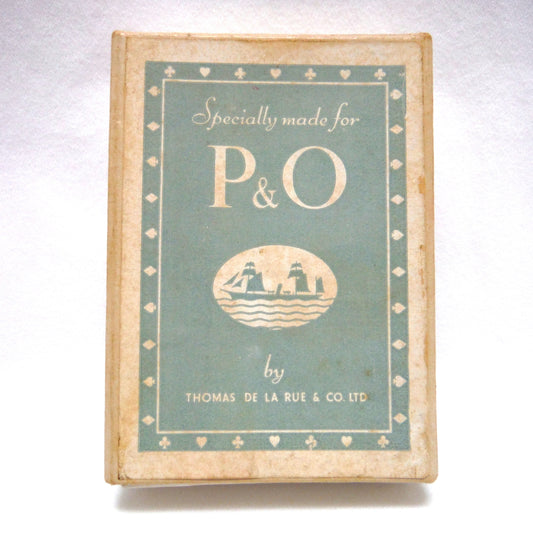 Specially made for
P&O
by
THOMAS DE LA RUE & CO. LTD